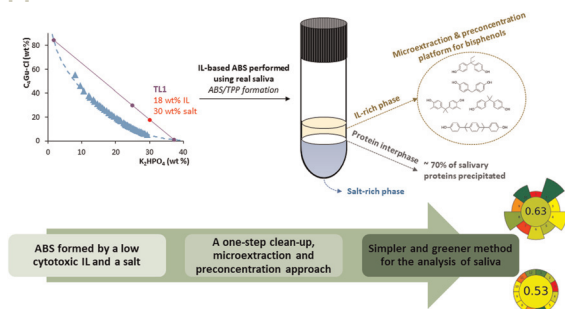 80
60
40
20
0
0
10
20
30
40
C₆Gu-Cl (wt%)
K₂HPO₄ (wt %)
TL1
18 wt% IL
30 wt% salt
IL-based ABS performed
using real saliva
ABS/TPP formation
Microextraction & preconcentration
platform for bisphenols
IL-rich phase
Protein interphase
~ 70% of salivary
proteins precipitated
Salt-rich phase
ABS formed by a low
cytotoxic IL and a salt
A one-step clean-up,
microextraction and
preconcentration approach
Simpler and greener method
for the analysis of saliva
0.63
0.53